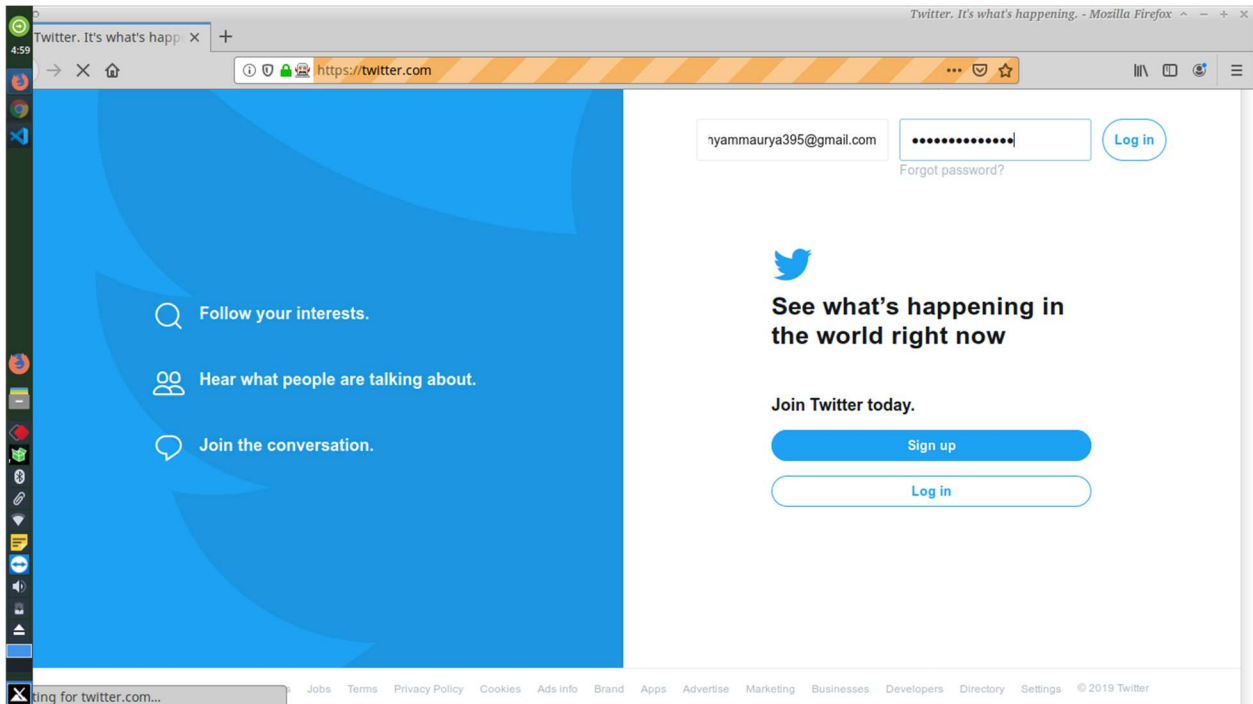 Twitter. It's what's happening. - Mozilla Firefox
4:59
Twitter. It's what's happ
https://twitter.com
nyammaurya395@gmail.com
••••••••••••••
Log in
Forgot password?
See what's happening in
the world right now
Follow your interests.
Hear what people are talking about.
Join the conversation.
Join Twitter today.
Sign up
Log in
Jobs Terms Privacy Policy Cookies Ads info Brand Apps Advertise Marketing Businesses Developers Directory Settings © 2019 Twitter
ting for twitter.com...